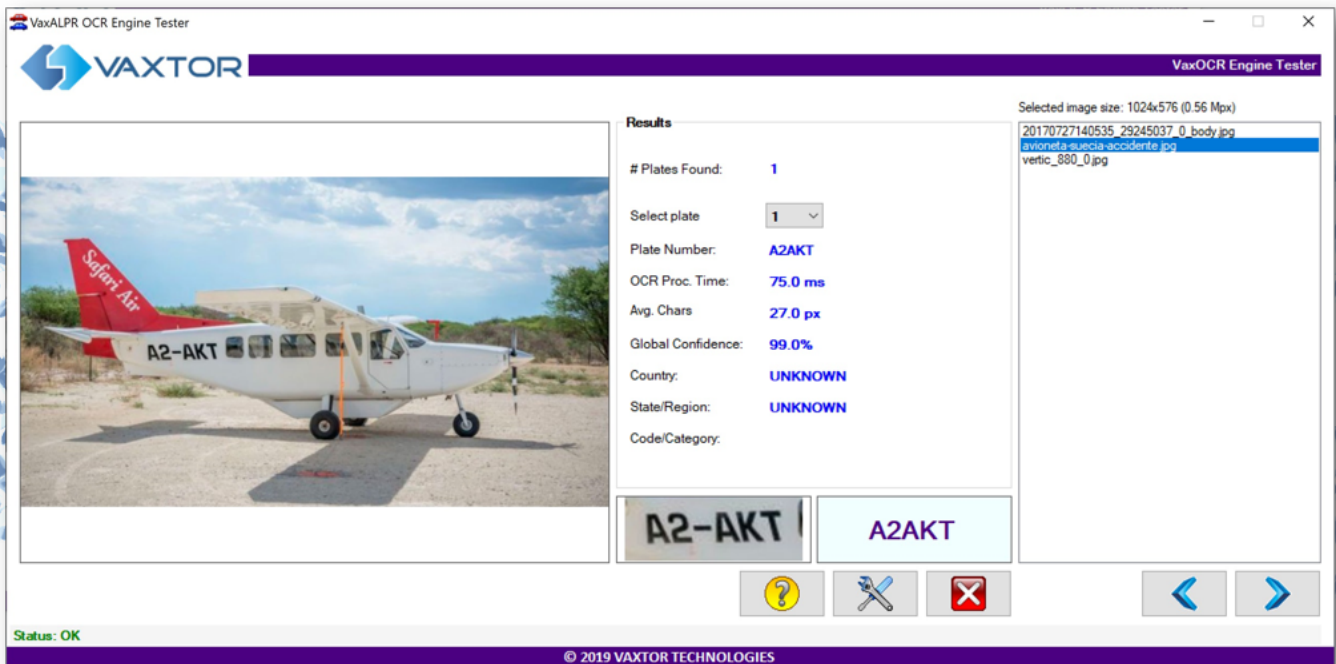 VaxALPR OCR Engine Tester
VAXTOR
VaxOCR Engine Tester
Selected image size: 1024x576 (0.56 Mpx)
20170727140535_29245037_0_body.jpg
avioneta-suecia-accidente.jpg
vertic_880_0.jpg
Safari Air
A2-AKT
Results
# Plates Found: 1
Select plate 1
Plate Number: A2AKT
OCR Proc. Time: 75.0 ms
Avg. Chars 27.0 px
Global Confidence: 99.0%
Country: UNKNOWN
State/Region: UNKNOWN
Code/Category:
A2-AKT
A2AKT
Status: OK
© 2019 VAXTOR TECHNOLOGIES